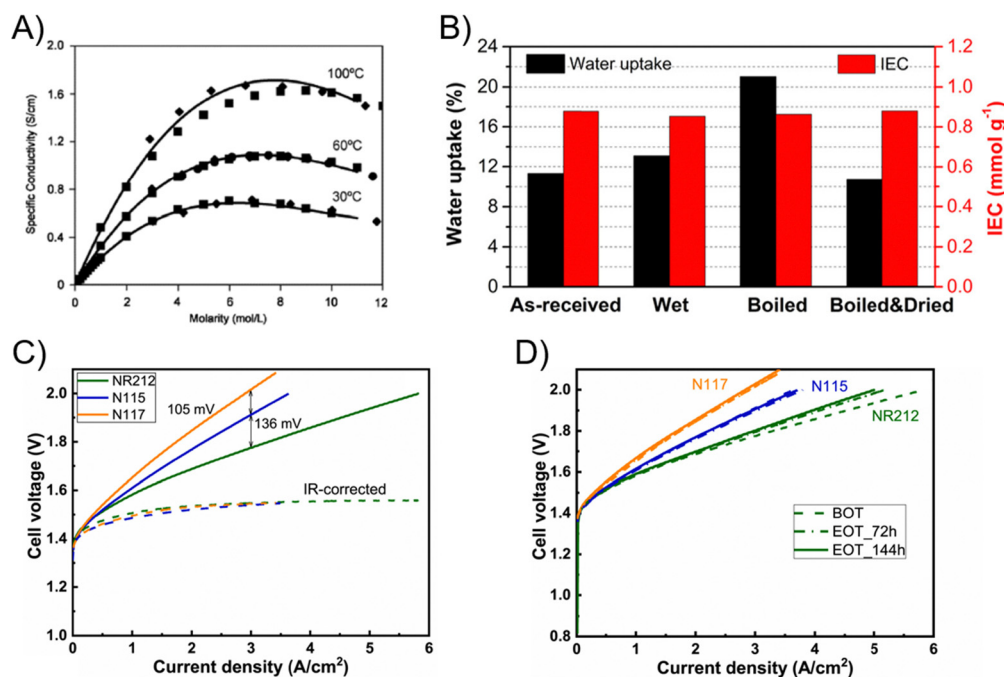 A)
Specific Conductivity (S/cm)
2.0
1.6
1.2
0.8
0.4
0.0
100ºC
60ºC
30ºC
0 2 4 6 8 10 12
Molarity (mol/L)
B)
Water uptake (%)
24
20
16
12
8
4
0
Water uptake
IEC
1.2
1.0
0.8
0.6
0.4
0.2
0.0
IEC (mmol g⁻¹)
As-received Wet Boiled Boiled&Dried
C)
Cell voltage (V)
2.0
1.8
1.6
1.4
1.2
1.0
NR212
N115
N117
105 mV
136 mV
IR-corrected
0 1 2 3 4 5 6
Current density (A/cm²)
D)
Cell voltage (V)
2.2
2.0
1.8
1.6
1.4
1.2
1.0
0.8
N117
N115
NR212
BOT
EOT_72h
EOT_144h
0 1 2 3 4 5 6 7
Current density (A/cm²)